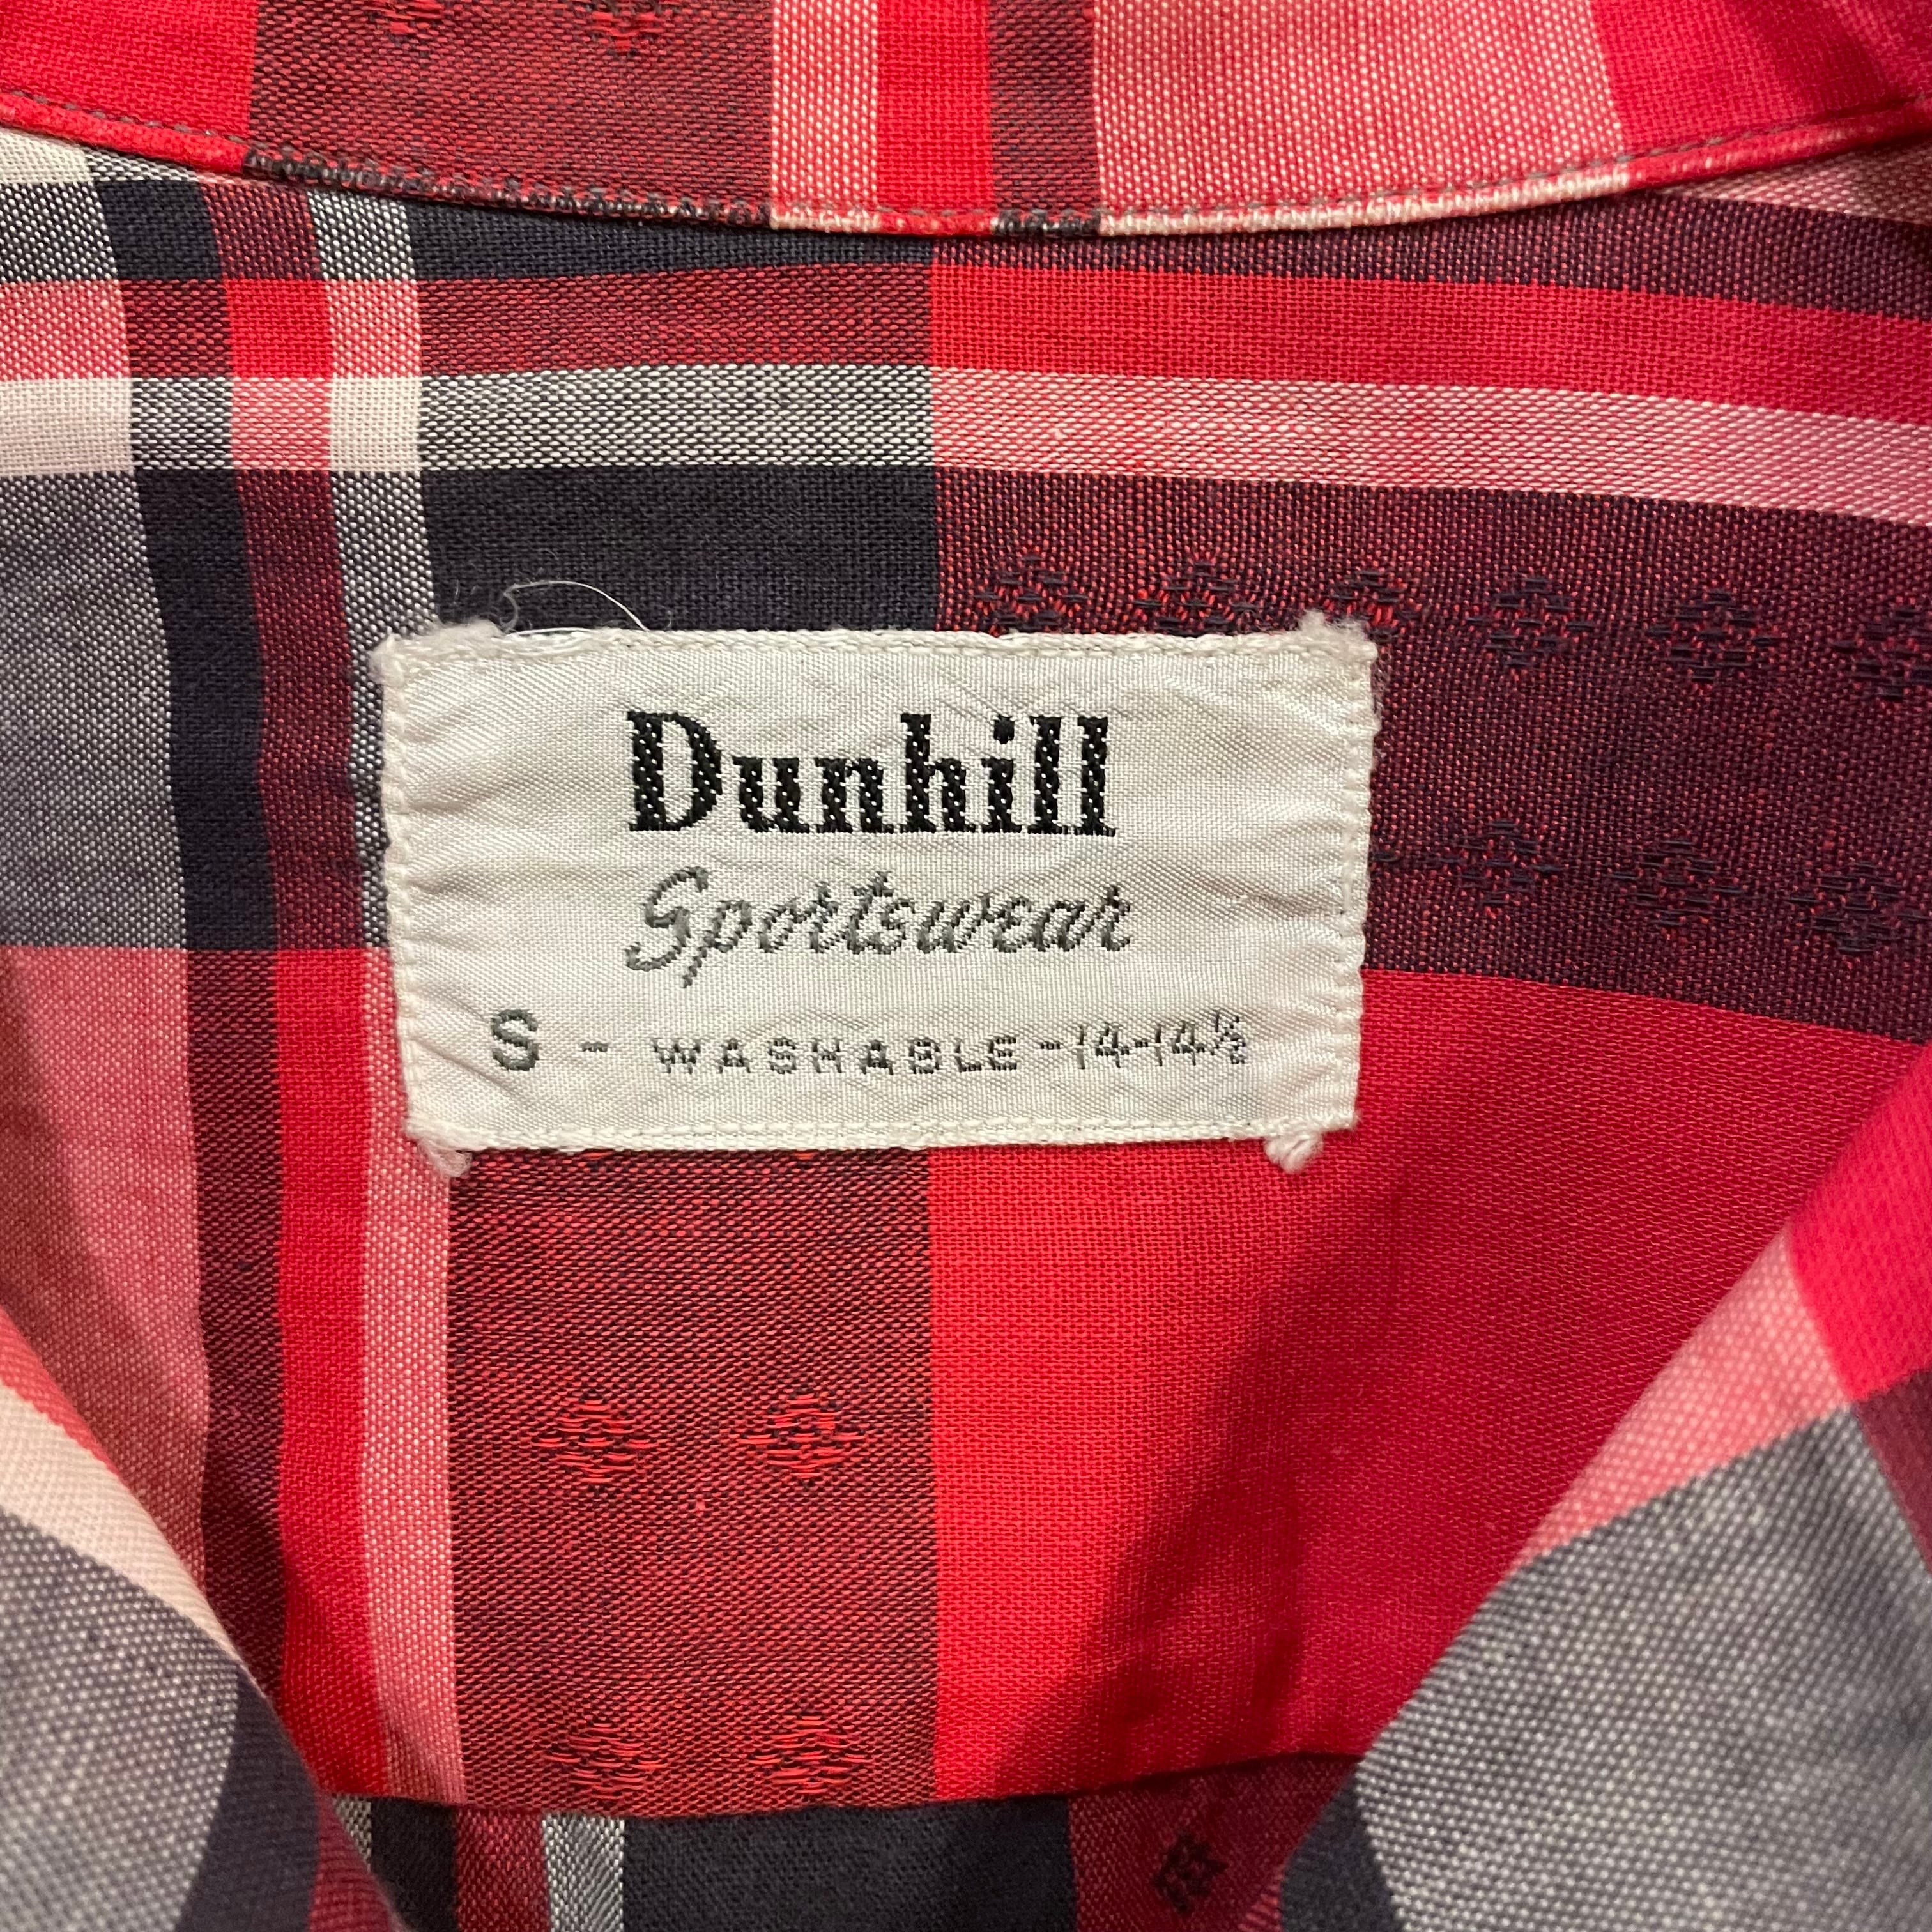 Dunhill
Sportswear
S - WASHABLE -14-14½